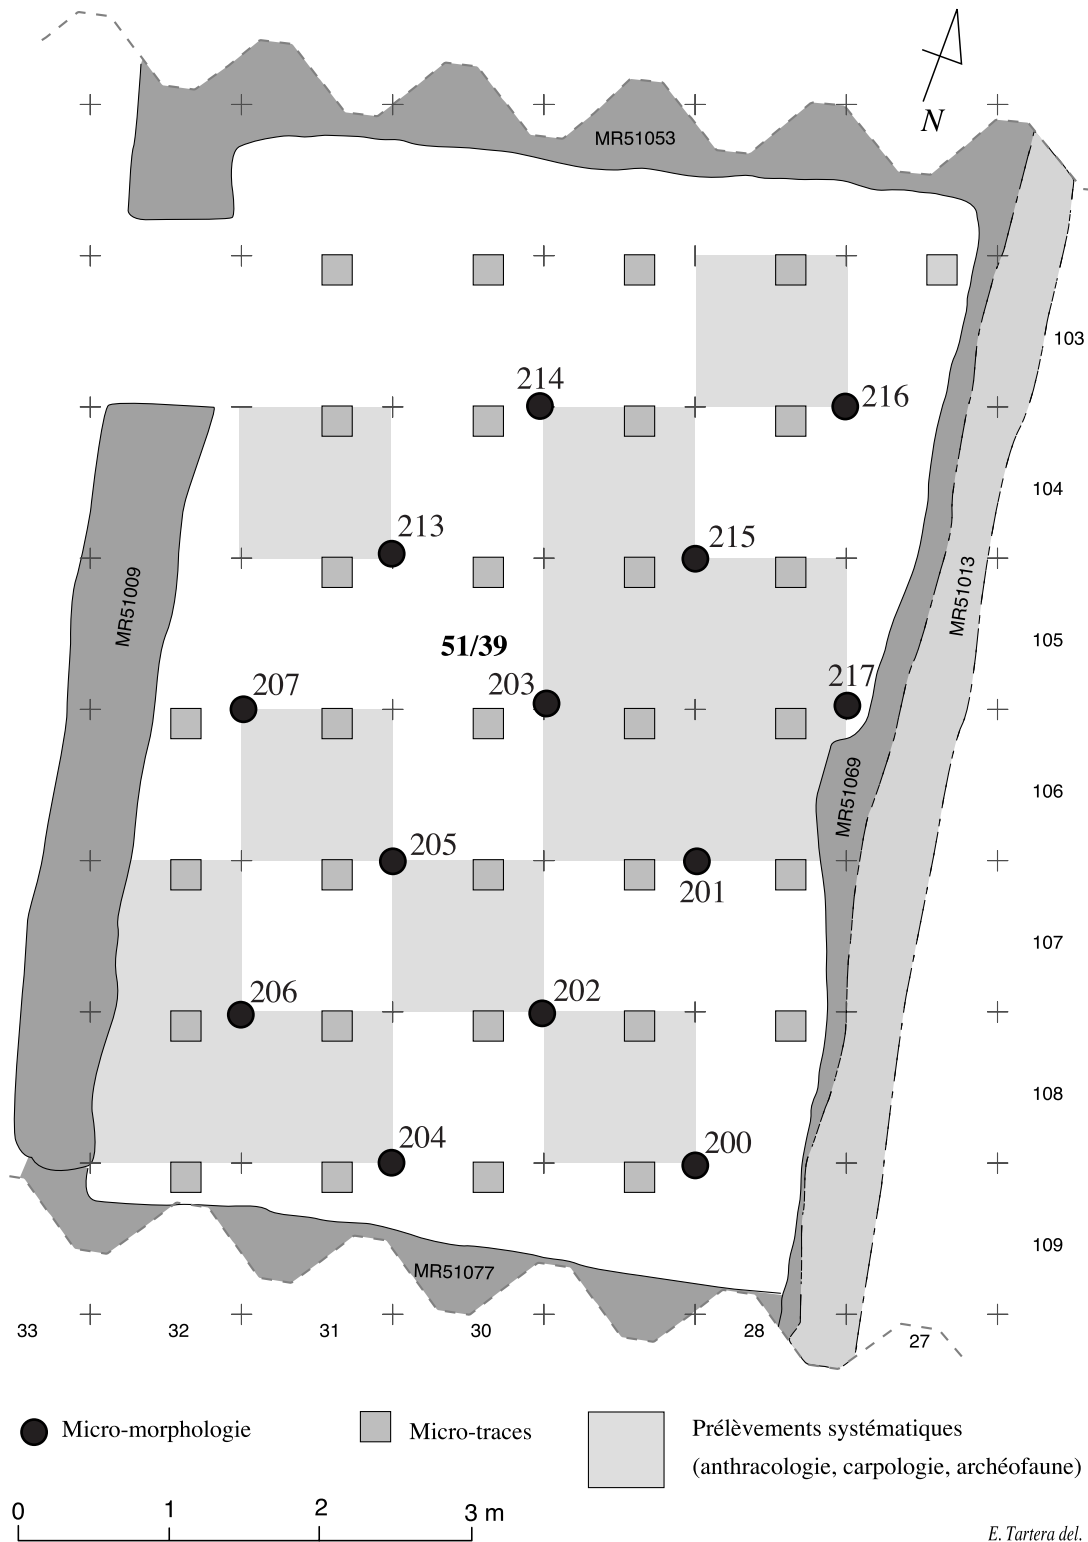 N
MR51053
103
214
216
104
213
215
MR51009
MR51013
51/39
105
207
203
217
MR51069
106
205
201
107
206
202
108
204
200
109
MR51077
33
32
31
30
28
27
Micro-morphologie
Micro-traces
Prélèvements systématiques
(anthracologie, carpologie, archéofaune)
0
1
2
3 m
E. Tartera del.